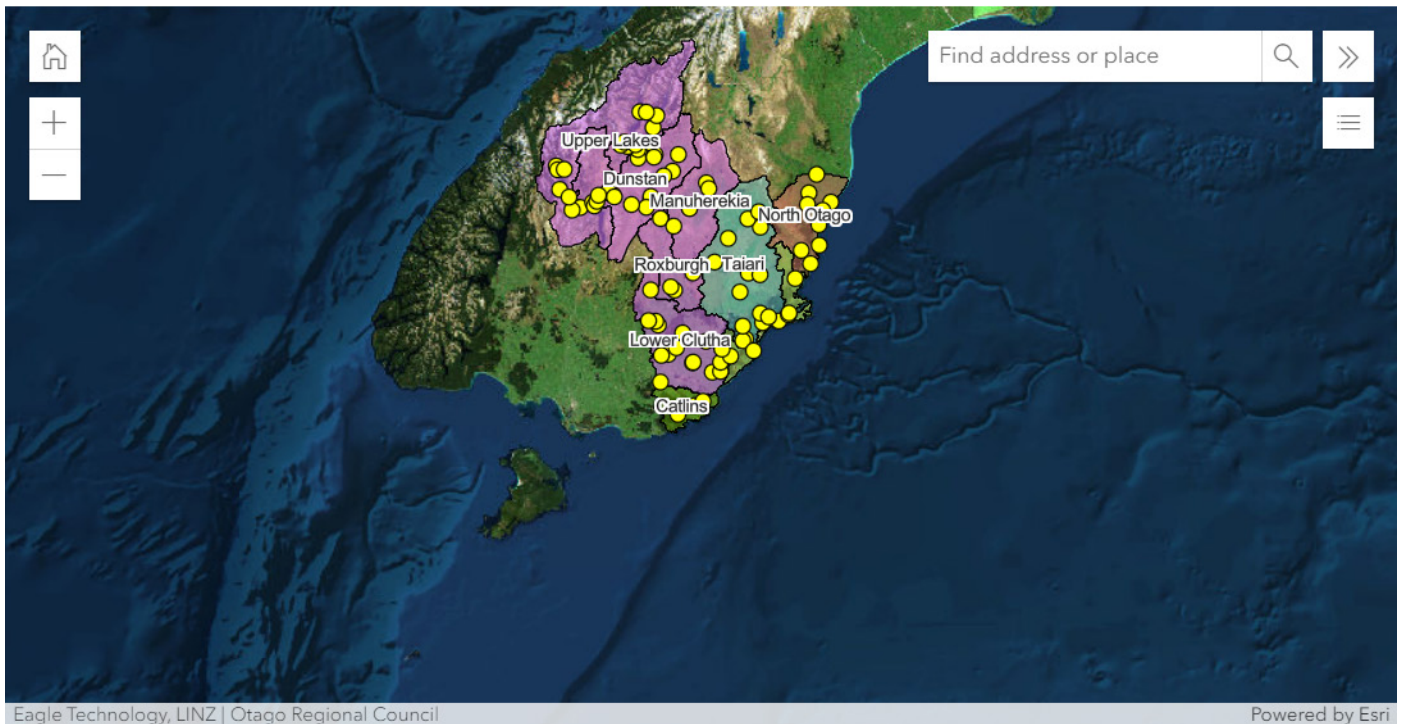 Find address or place
Upper Lakes
Dunstan
Manuherekia
North Otago
Roxburgh
Taiari
Lower Clutha
Catlins
Eagle Technology, LINZ | Otago Regional Council
Powered by Esri